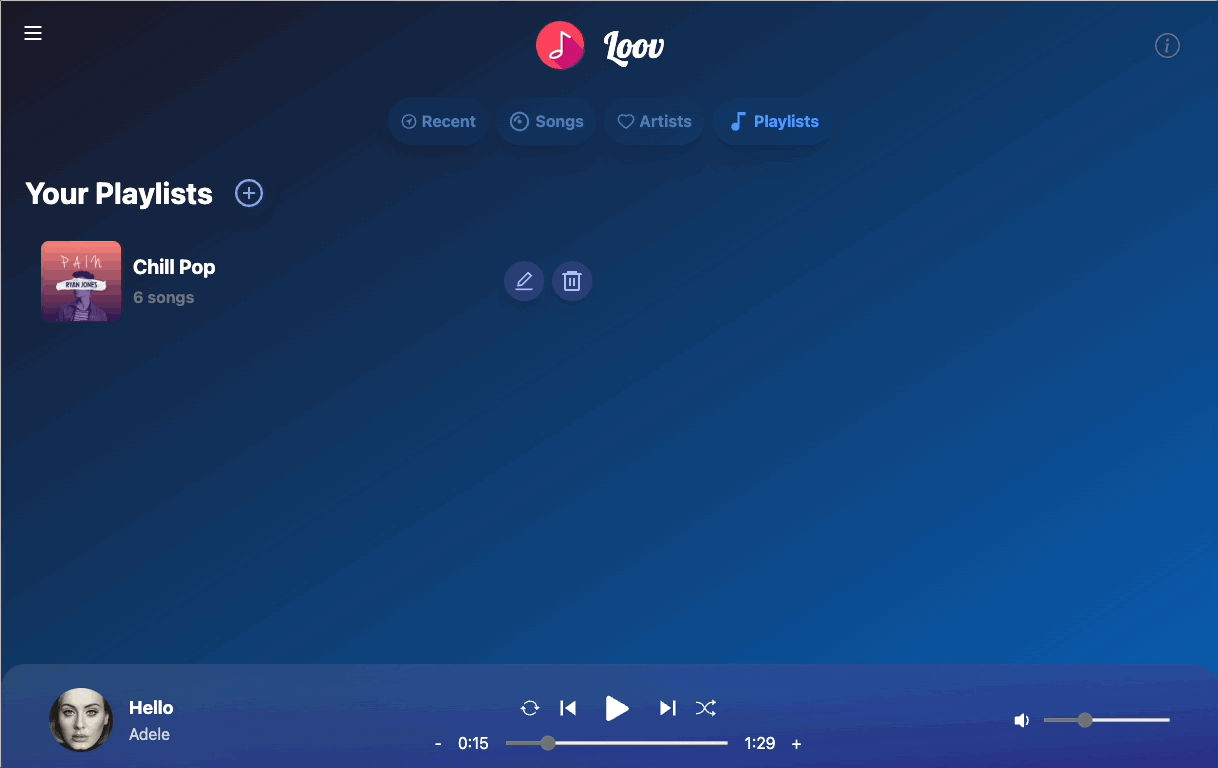 Loov
Recent
Songs
Artists
Playlists
Your Playlists
PAIN
RYAN JONES
Chill Pop
6 songs
Hello
Adele
- 0:15 1:29 +